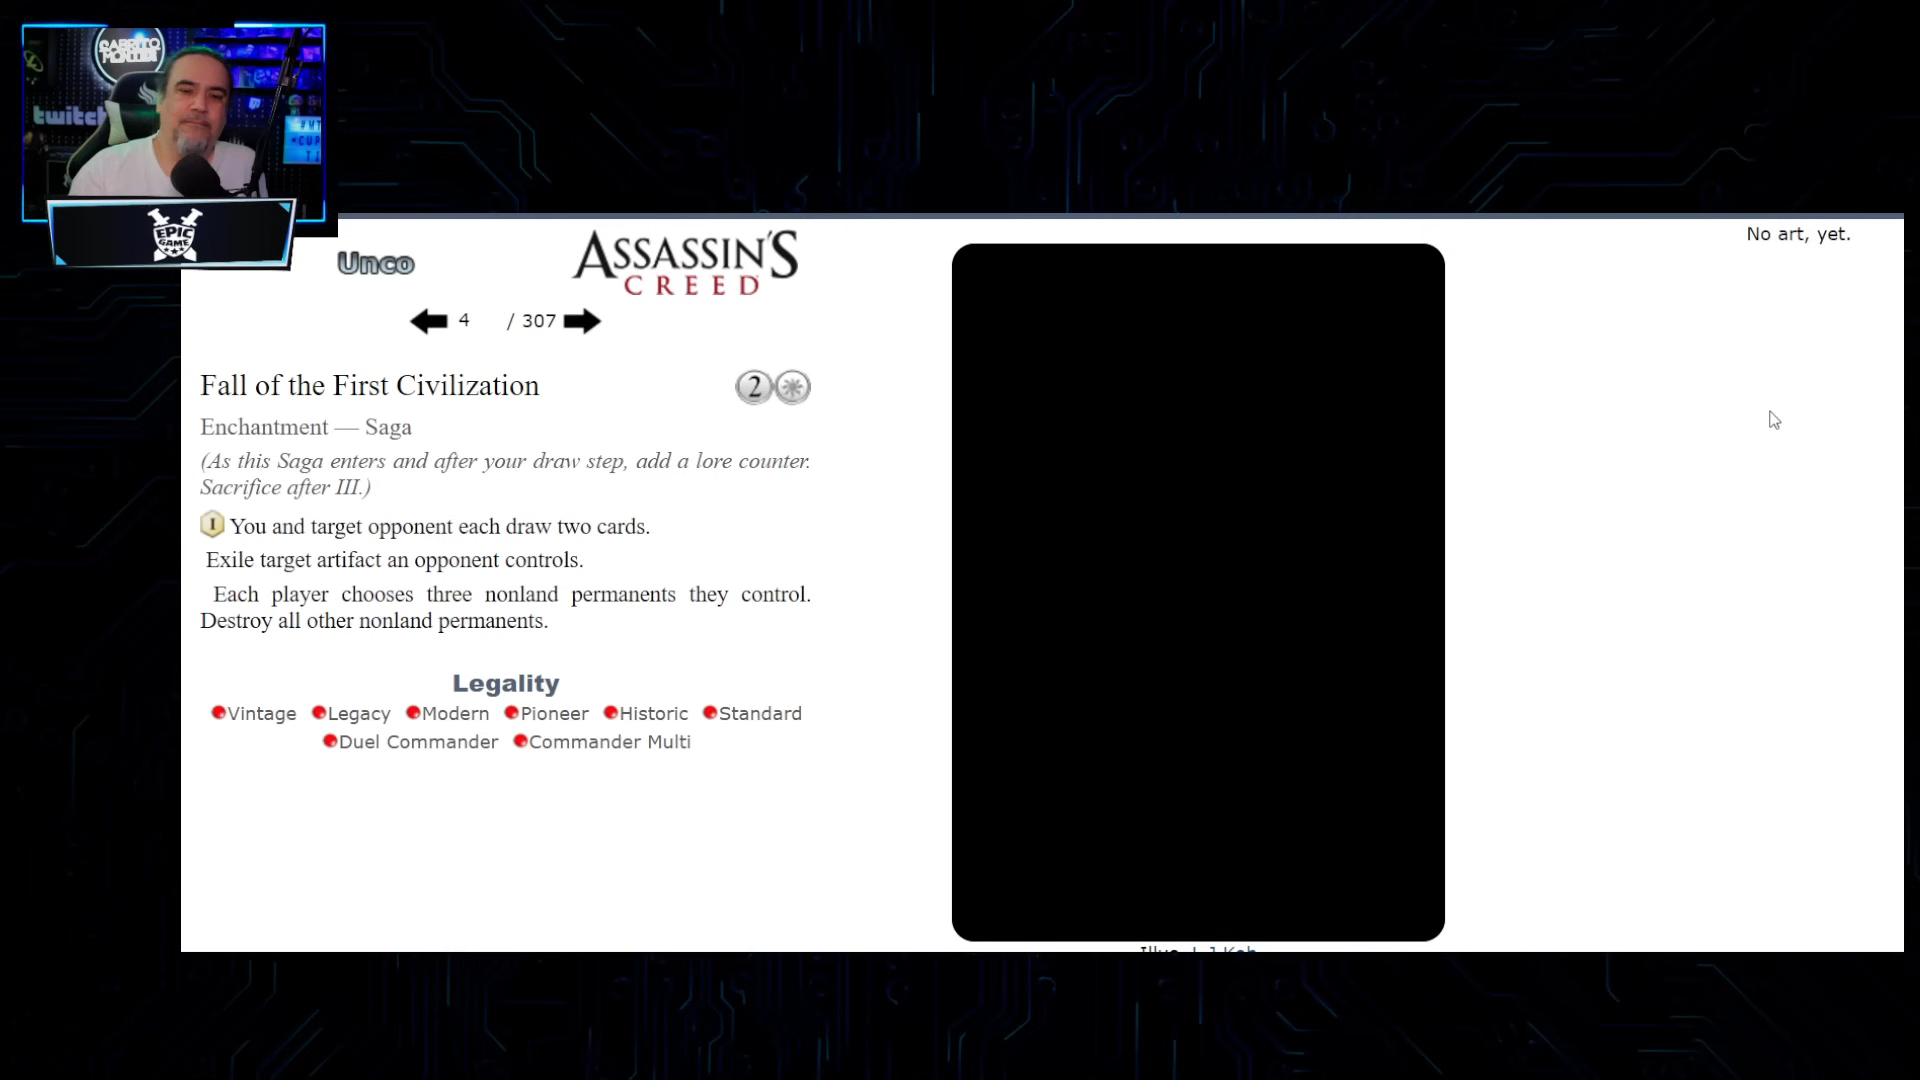 twitch
EPIC
GAME
Unco
ASSASSIN'S
CREED
4 / 307
No art, yet.
Fall of the First Civilization
2
Enchantment — Saga
(As this Saga enters and after your draw step, add a lore counter.
Sacrifice after III.)
I You and target opponent each draw two cards.
Exile target artifact an opponent controls.
Each player chooses three nonland permanents they control.
Destroy all other nonland permanents.
Legality
Vintage Legacy Modern Pioneer Historic Standard
Duel Commander Commander Multi